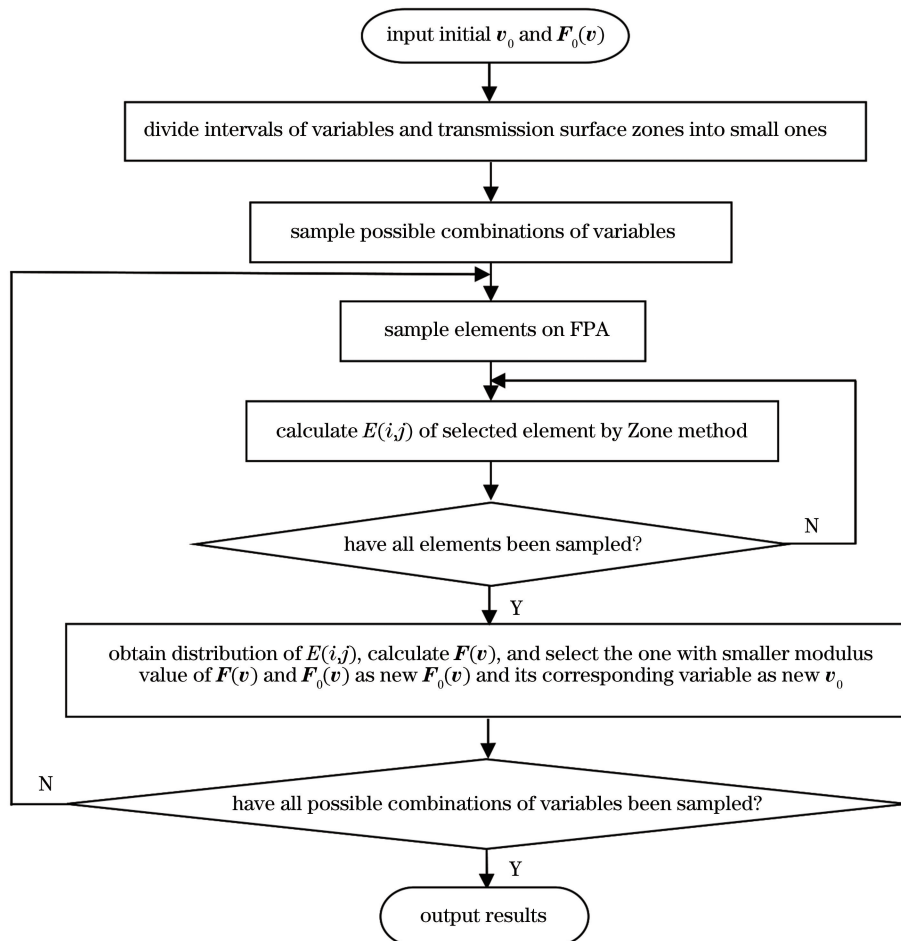 input initial v₀ and F₀(v)
divide intervals of variables and transmission surface zones into small ones
sample possible combinations of variables
sample elements on FPA
calculate E(i,j) of selected element by Zone method
have all elements been sampled?
N
Y
obtain distribution of E(i,j), calculate F(v), and select the one with smaller modulus
value of F(v) and F₀(v) as new F₀(v) and its corresponding variable as new v₀
N
have all possible combinations of variables been sampled?
Y
output results